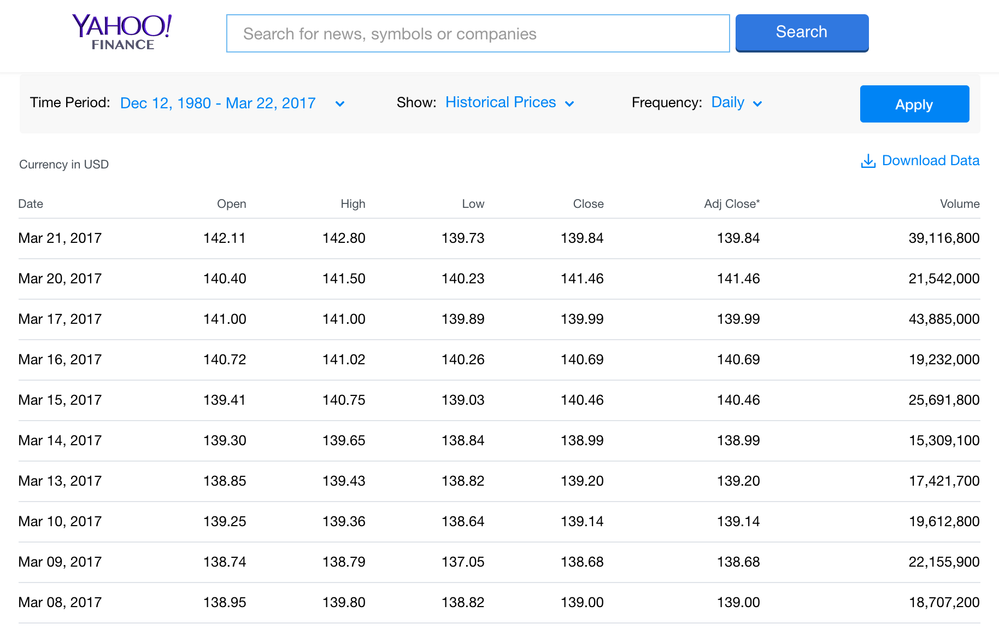 YAHOO!
FINANCE
Search for news, symbols or companies
Search
Time Period: Dec 12, 1980 - Mar 22, 2017 Show: Historical Prices Frequency: Daily Apply
Currency in USD Download Data
Date Open High Low Close Adj Close* Volume
Mar 21, 2017 142.11 142.80 139.73 139.84 139.84 39,116,800
Mar 20, 2017 140.40 141.50 140.23 141.46 141.46 21,542,000
Mar 17, 2017 141.00 141.00 139.89 139.99 139.99 43,885,000
Mar 16, 2017 140.72 141.02 140.26 140.69 140.69 19,232,000
Mar 15, 2017 139.41 140.75 139.03 140.46 140.46 25,691,800
Mar 14, 2017 139.30 139.65 138.84 138.99 138.99 15,309,100
Mar 13, 2017 138.85 139.43 138.82 139.20 139.20 17,421,700
Mar 10, 2017 139.25 139.36 138.64 139.14 139.14 19,612,800
Mar 09, 2017 138.74 138.79 137.05 138.68 138.68 22,155,900
Mar 08, 2017 138.95 139.80 138.82 139.00 139.00 18,707,200